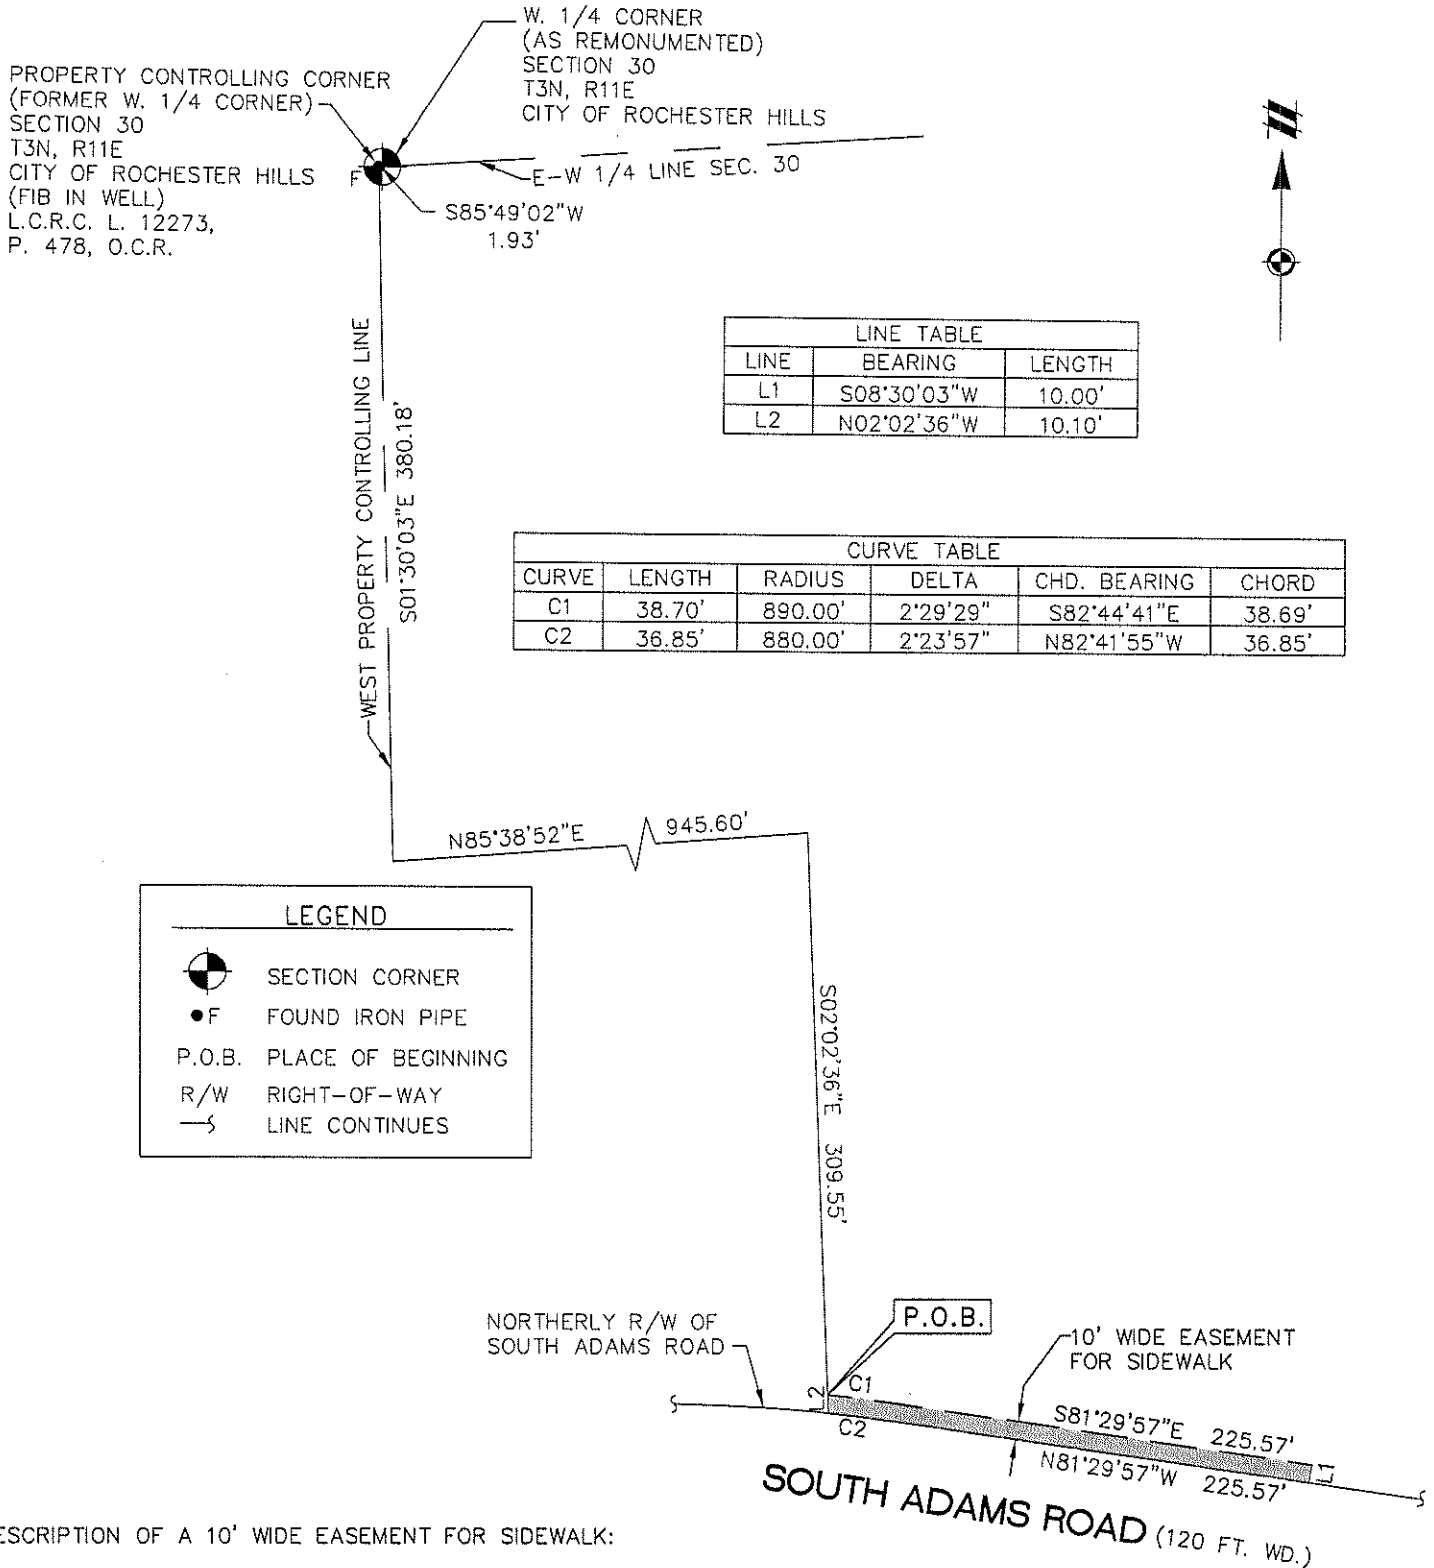 W. 1/4 CORNER
(AS REMONUMENTED)
SECTION 30
T3N, R11E
CITY OF ROCHESTER HILLS
PROPERTY CONTROLLING CORNER
(FORMER W. 1/4 CORNER)
SECTION 30
T3N, R11E
CITY OF ROCHESTER HILLS
(FIB IN WELL)
L.C.R.C. L. 12273,
P. 478, O.C.R.
F
E-W 1/4 LINE SEC. 30
S85°49'02"W
1.93'
WEST PROPERTY CONTROLLING LINE
S01°30'03"E 380.18'
LINE TABLE
LINE BEARING LENGTH
L1 S08°30'03"W 10.00'
L2 N02°02'36"W 10.10'
CURVE TABLE
CURVE LENGTH RADIUS DELTA CHD. BEARING CHORD
C1 38.70' 890.00' 2°29'29" S82°44'41"E 38.69'
C2 36.85' 880.00' 2°23'57" N82°41'55"W 36.85'
N85°38'52"E 945.60'
LEGEND
SECTION CORNER
F FOUND IRON PIPE
P.O.B. PLACE OF BEGINNING
R/W RIGHT-OF-WAY
LINE CONTINUES
S02°02'36"E 309.55'
NORTHERLY R/W OF
SOUTH ADAMS ROAD
P.O.B.
10' WIDE EASEMENT
FOR SIDEWALK
L2
C1
C2
S81°29'57"E 225.57'
N81°29'57"W 225.57'
L1
SOUTH ADAMS ROAD (120 FT. WD.)
ESCRIPTION OF A 10' WIDE EASEMENT FOR SIDEWALK: